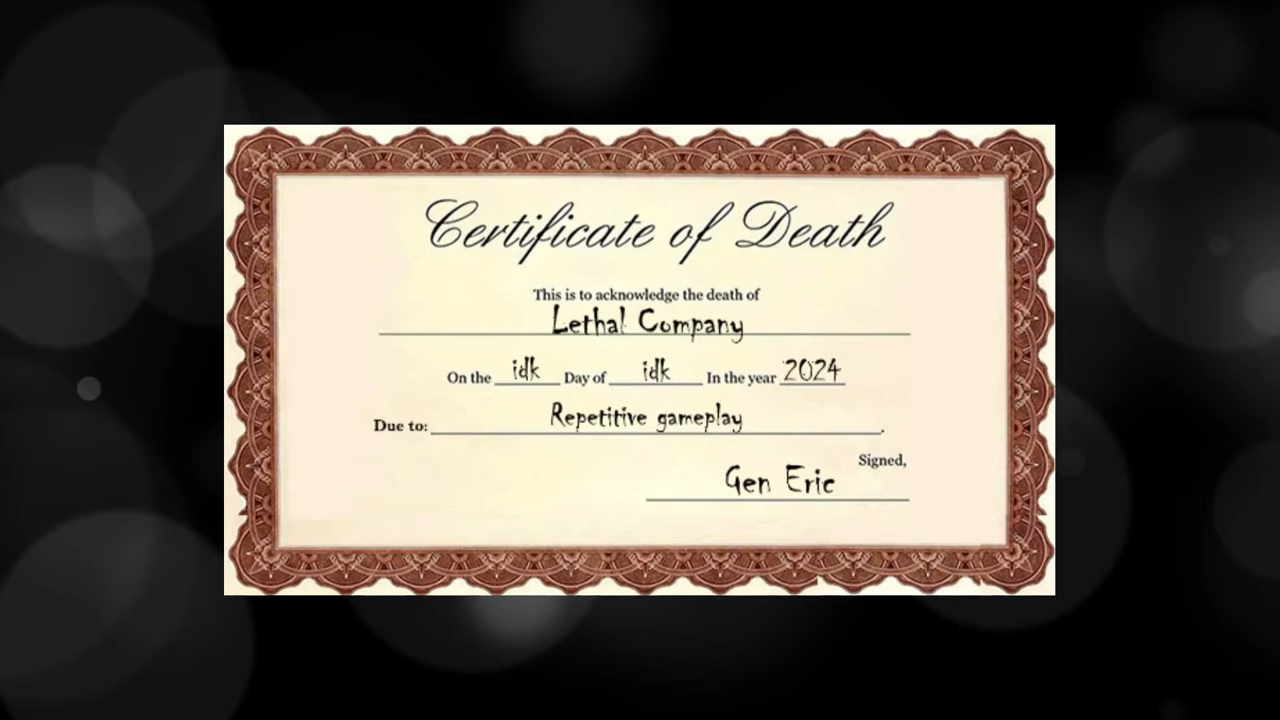 Certificate of Death
This is to acknowledge the death of
Lethal Company
On the idk Day of idk In the year 2024
Due to: Repetitive gameplay.
Signed,
Gen Eric